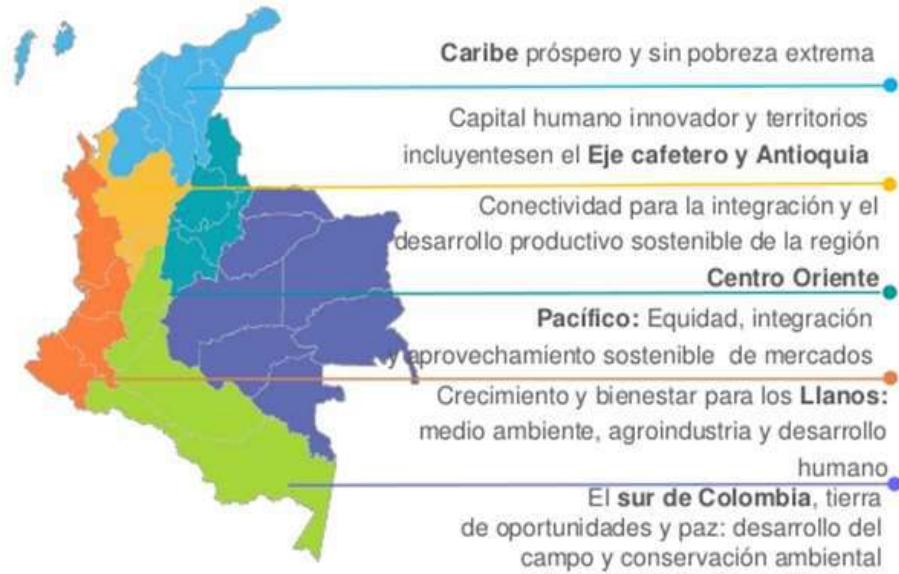 Caribe próspero y sin pobreza extrema
Capital humano innovador y territorios
incluyentesen el Eje cafetero y Antioquia
Conectividad para la integración y el
desarrollo productivo sostenible de la región
Centro Oriente
Pacífico: Equidad, integración
y aprovechamiento sostenible de mercados
Crecimiento y bienestar para los Llanos:
medio ambiente, agroindustria y desarrollo
humano
El sur de Colombia, tierra
de oportunidades y paz: desarrollo del
campo y conservación ambiental